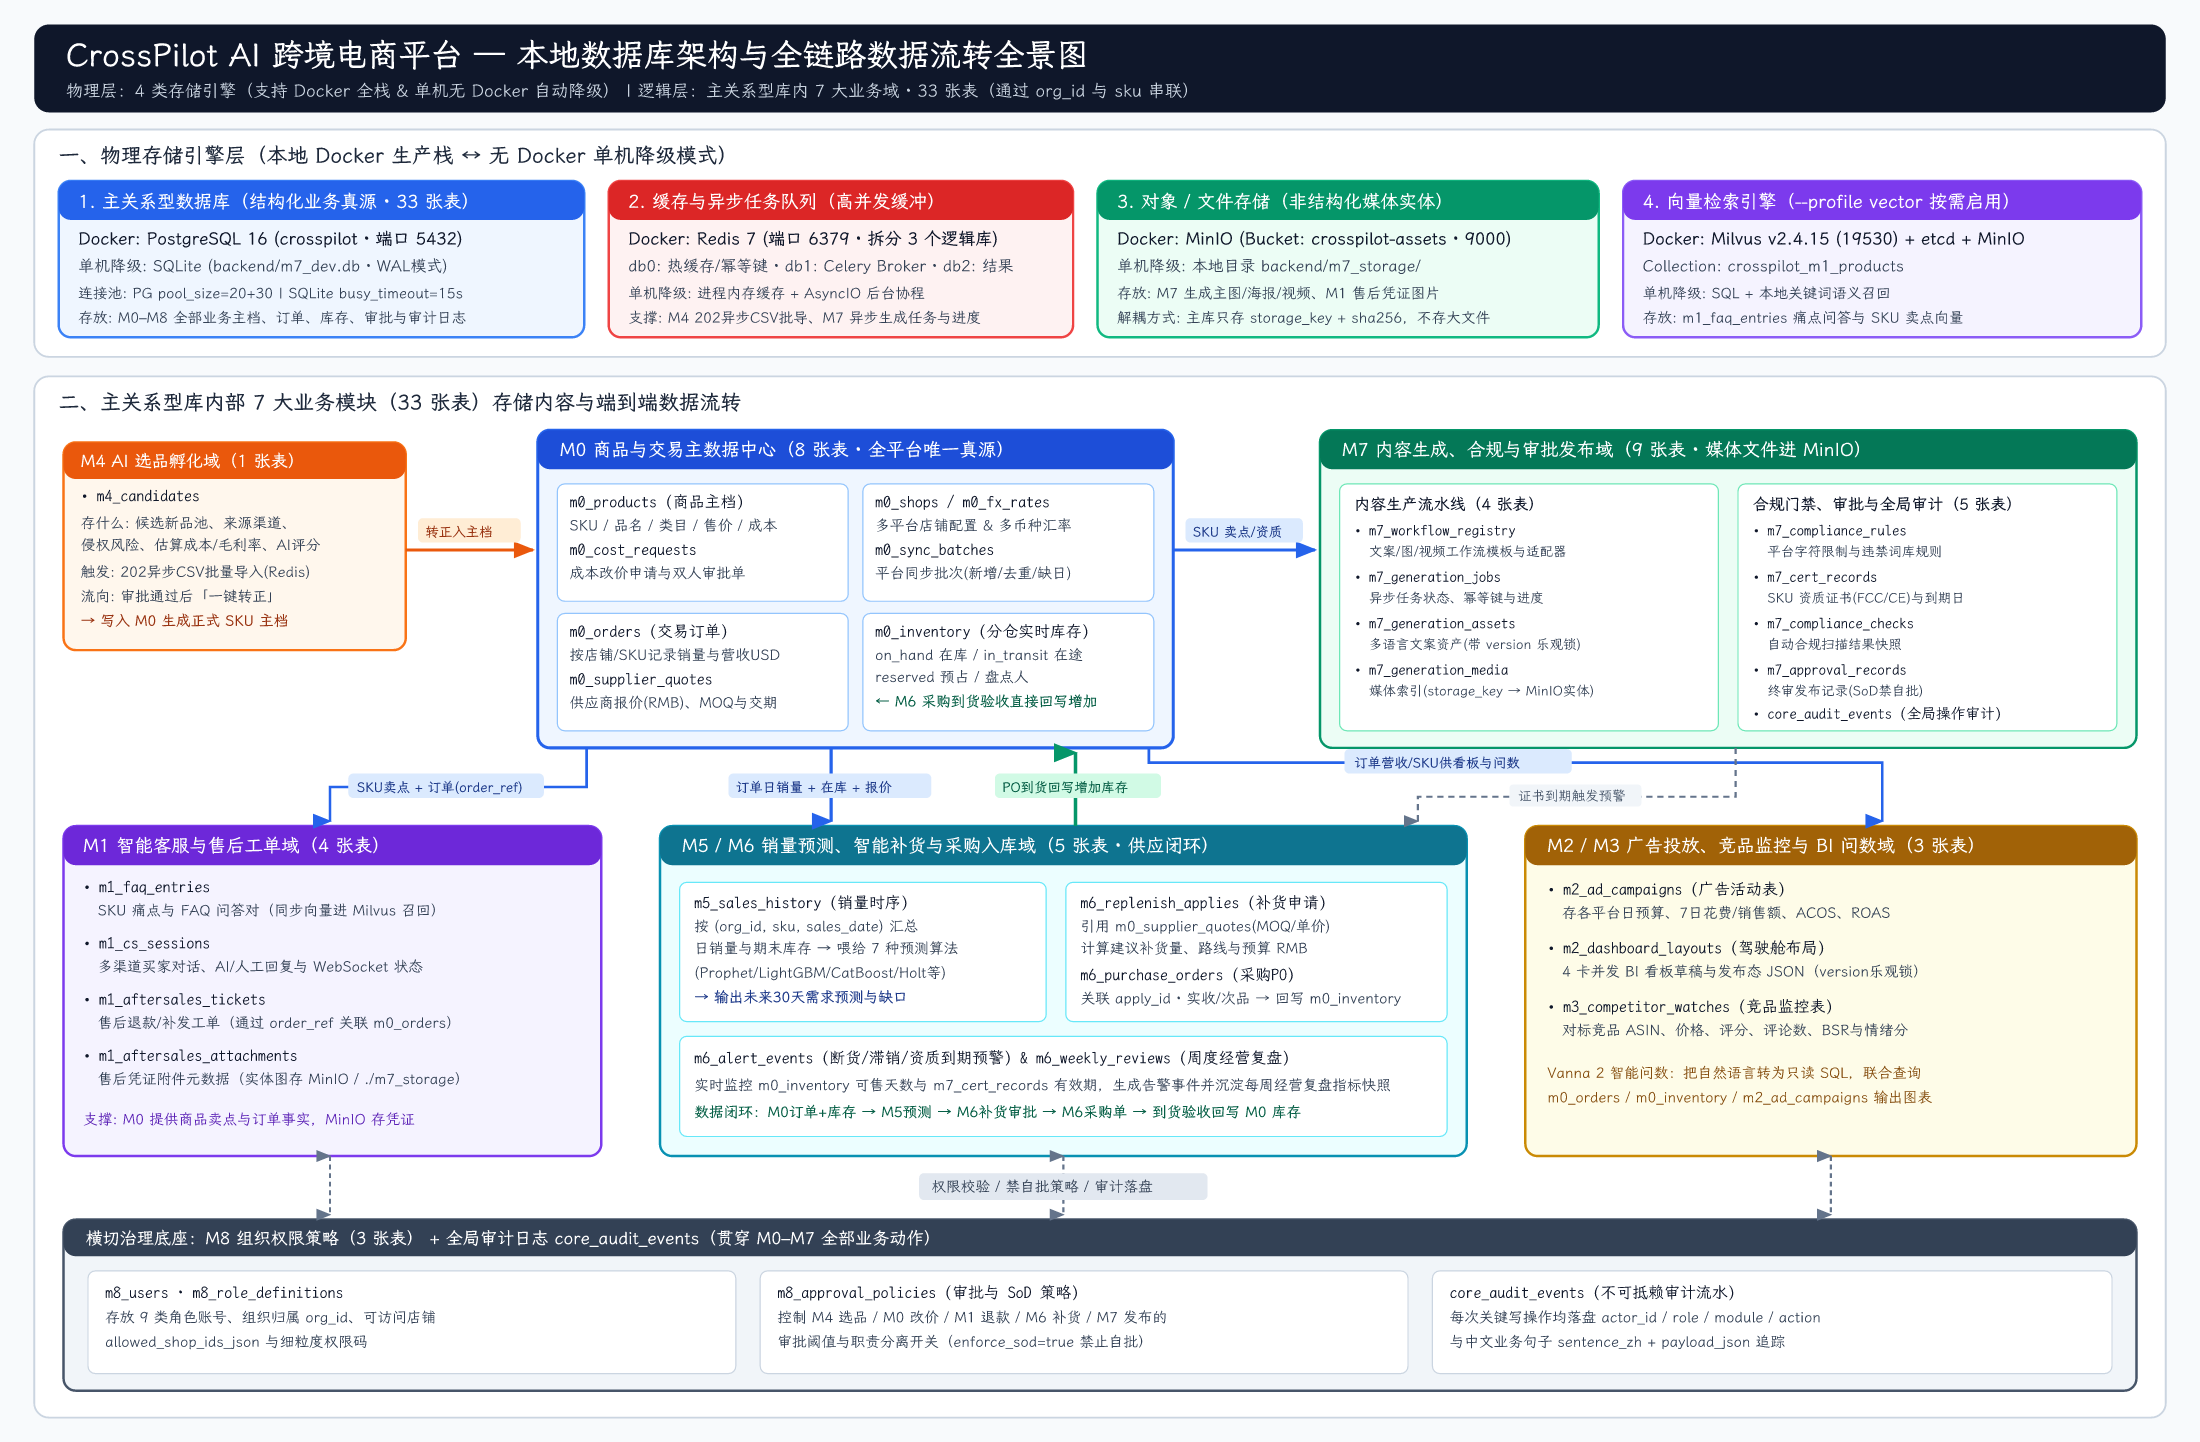 CrossPilot AI 跨境电商平台 — 本地数据库架构与全链路数据流转全景图
物理层：4 类存储引擎（支持 Docker 全栈 & 单机无 Docker 自动降级） | 逻辑层：主关系型库内 7 大业务域・33 张表（通过 org_id 与 sku 串联）
一、物理存储引擎层（本地 Docker 生产栈 ↔ 无 Docker 单机降级模式）
1. 主关系型数据库（结构化业务真源・33 张表）
Docker: PostgreSQL 16 (crosspilot・端口 5432)
单机降级: SQLite (backend/m7_dev.db・WAL模式)
连接池: PG pool_size=20+30 | SQLite busy_timeout=15s
存放: M0–M8 全部业务主档、订单、库存、审批与审计日志
2. 缓存与异步任务队列（高并发缓冲）
Docker: Redis 7 (端口 6379・拆分 3 个逻辑库)
db0: 热缓存/幂等键・db1: Celery Broker・db2: 结果
单机降级: 进程内存缓存 + AsyncIO 后台协程
支撑: M4 202异步CSV批导、M7 异步生成任务与进度
3. 对象 / 文件存储（非结构化媒体实体）
Docker: MinIO (Bucket: crosspilot-assets・9000)
单机降级: 本地目录 backend/m7_storage/
存放: M7 生成主图/海报/视频、M1 售后凭证图片
解耦方式: 主库只存 storage_key + sha256，不存大文件
4. 向量检索引擎（--profile vector 按需启用）
Docker: Milvus v2.4.15 (19530) + etcd + MinIO
Collection: crosspilot_m1_products
单机降级: SQL + 本地关键词语义召回
存放: m1_faq_entries 痛点问答与 SKU 卖点向量
二、主关系型库内部 7 大业务模块（33 张表）存储内容与端到端数据流转
M4 AI 选品孵化域（1 张表）
• m4_candidates
存什么: 候选新品池、来源渠道、
侵权风险、估算成本/毛利率、AI评分
触发: 202异步CSV批量导入(Redis)
流向: 审批通过后「一键转正」
→ 写入 M0 生成正式 SKU 主档
转正入主档
M0 商品与交易主数据中心（8 张表・全平台唯一真源）
m0_products (商品主档)
SKU / 品名 / 类目 / 售价 / 成本
m0_cost_requests
成本改价申请与双人审批单
m0_shops / m0_fx_rates
多平台店铺配置 & 多币种汇率
m0_sync_batches
平台同步批次(新增/去重/缺日)
m0_orders (交易订单)
按店铺/SKU记录销量与营收USD
m0_supplier_quotes
供应商报价(RMB)、MOQ与交期
m0_inventory (分仓实时库存)
on_hand 在库 / in_transit 在途
reserved 预占 / 盘点人
← M6 采购到货验收直接回写增加
SKU 卖点/资质
M7 内容生成、合规与审批发布域（9 张表・媒体文件进 MinIO）
内容生产流水线 (4 张表)
• m7_workflow_registry
文案/图/视频工作流模板与适配器
• m7_generation_jobs
异步任务状态、幂等键与进度
• m7_generation_assets
多语言文案资产(带 version 乐观锁)
• m7_generation_media
媒体索引(storage_key → MinIO实体)
合规门禁、审批与全局审计 (5 张表)
• m7_compliance_rules
平台字符限制与违禁词库规则
• m7_cert_records
SKU 资质证书(FCC/CE)与到期日
• m7_compliance_checks
自动合规扫描结果快照
• m7_approval_records
终审发布记录(SoD禁自批)
• core_audit_events (全局操作审计)
SKU卖点 + 订单(order_ref)
订单日销量 + 在库 + 报价
PO到货回写增加库存
订单营收/SKU供看板与问数
证书到期触发预警
M1 智能客服与售后工单域（4 张表）
• m1_faq_entries
SKU 痛点与 FAQ 问答对（同步向量进 Milvus 召回）
• m1_cs_sessions
多渠道买家对话、AI/人工回复与 WebSocket 状态
• m1_aftersales_tickets
售后退款/补发工单（通过 order_ref 关联 m0_orders）
• m1_aftersales_attachments
售后凭证附件元数据（实体图存 MinIO / ./m7_storage）
支撑: M0 提供商品卖点与订单事实，MinIO 存凭证
M5 / M6 销量预测、智能补货与采购入库域（5 张表・供应闭环）
m5_sales_history (销量时序)
按 (org_id, sku, sales_date) 汇总
日销量与期末库存 → 喂给 7 种预测算法
(Prophet/LightGBM/CatBoost/Holt等)
→ 输出未来30天需求预测与缺口
m6_replenish_applies (补货申请)
引用 m0_supplier_quotes(MOQ/单价)
计算建议补货量、路线与预算 RMB
m6_purchase_orders (采购PO)
关联 apply_id・实收/次品 → 回写 m0_inventory
m6_alert_events (断货/滞销/资质到期预警) & m6_weekly_reviews (周度经营复盘)
实时监控 m0_inventory 可售天数与 m7_cert_records 有效期，生成告警事件并沉淀每周经营复盘指标快照
数据闭环: M0订单+库存 → M5预测 → M6补货审批 → M6采购单 → 到货验收回写 M0 库存
M2 / M3 广告投放、竞品监控与 BI 问数域（3 张表）
• m2_ad_campaigns (广告活动表)
存各平台日预算、7日花费/销售额、ACOS、ROAS
• m2_dashboard_layouts (驾驶舱布局)
4 卡并发 BI 看板草稿与发布态 JSON（version乐观锁）
• m3_competitor_watches (竞品监控表)
对标竞品 ASIN、价格、评分、评论数、BSR与情绪分
Vanna 2 智能问数: 把自然语言转为只读 SQL，联合查询
m0_orders / m0_inventory / m2_ad_campaigns 输出图表
权限校验 / 禁自批策略 / 审计落盘
横切治理底座：M8 组织权限策略（3 张表） + 全局审计日志 core_audit_events（贯穿 M0–M7 全部业务动作）
m8_users • m8_role_definitions
存放 9 类角色账号、组织归属 org_id、可访问店铺
allowed_shop_ids_json 与细粒度权限码
m8_approval_policies (审批与 SoD 策略)
控制 M4 选品 / M0 改价 / M1 退款 / M6 补货 / M7 发布的
审批阈值与职责分离开关（enforce_sod=true 禁止自批）
core_audit_events (不可抵赖审计流水)
每次关键写操作均落盘 actor_id / role / module / action
与中文业务句子 sentence_zh + payload_json 追踪